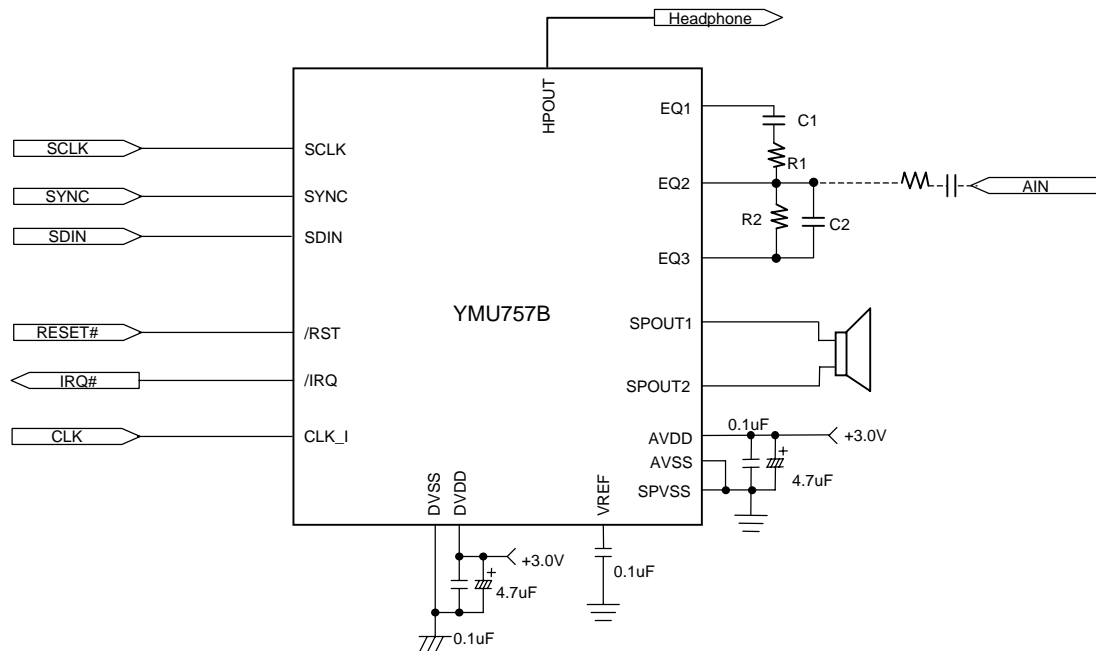 Headphone
HPOUT
EQ1
C1
SCLK
SCLK
R1
EQ2
AIN
SYNC
SYNC
R2
C2
SDIN
SDIN
EQ3
YMU757B
SPOUT1
RESET#
/RST
IRQ#
/IRQ
SPOUT2
CLK
CLK_I
0.1uF
AVDD
+
+3.0V
AVSS
4.7uF
SPVSS
DVSS
DVDD
VREF
+3.0V
+
0.1uF
4.7uF
0.1uF